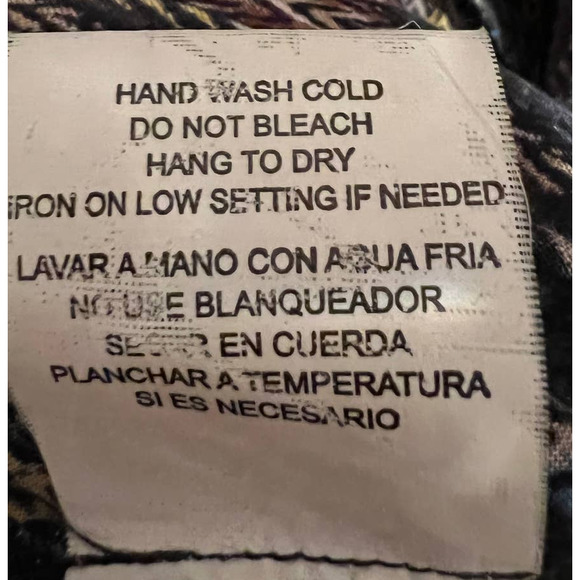 HAND WASH COLD
DO NOT BLEACH
HANG TO DRY
IRON ON LOW SETTING IF NEEDED
LAVAR A MANO CON AGUA FRIA
NO USE BLANQUEADOR
SECAR EN CUERDA
PLANCHAR A TEMPERATURA
SI ES NECESARIO